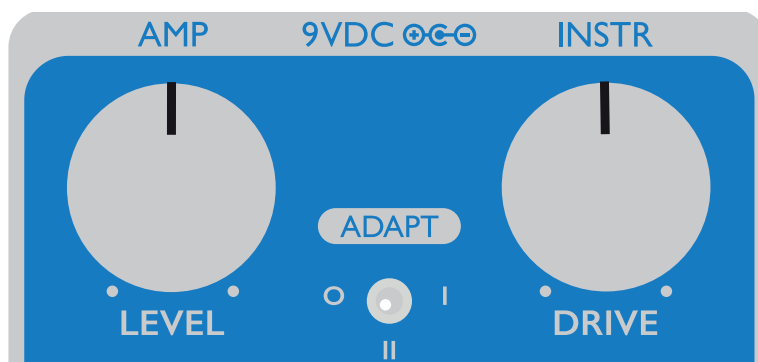 AMP 9VDC INSTR
ADAPT
O I
LEVEL DRIVE
II